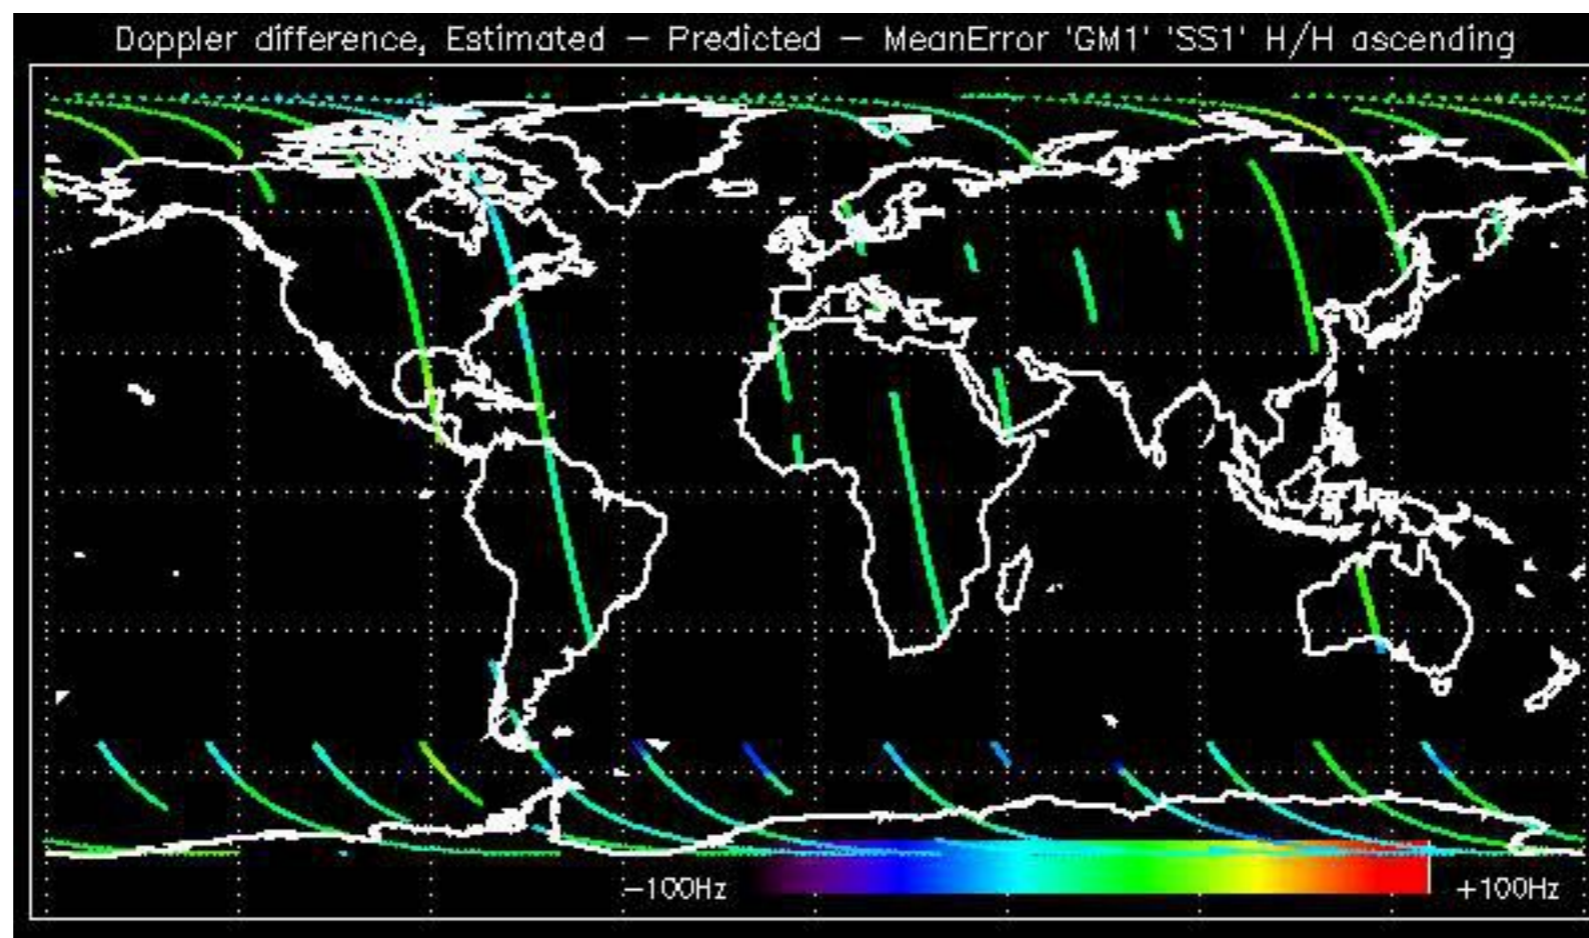 Doppler difference, Estimated - Predicted - MeanError 'GM1' 'SS1' H/H ascending
-100Hz +100Hz